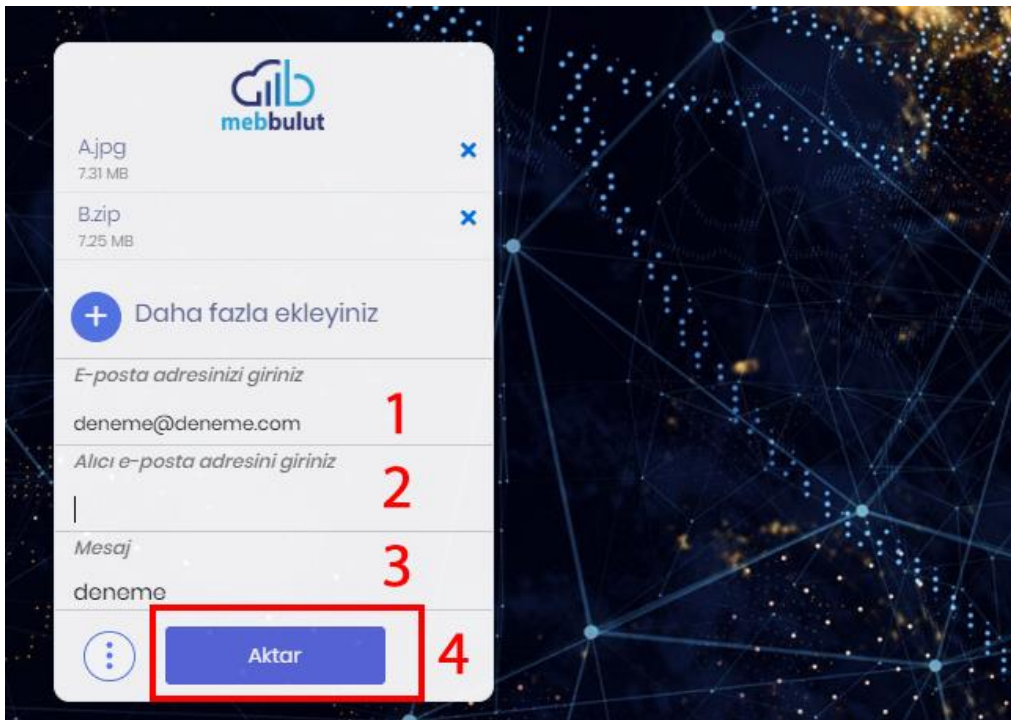 mebbulut
A.jpg
7.31 MB
B.zip
7.25 MB
Daha fazla ekleyiniz
E-posta adresinizi giriniz
deneme@deneme.com
1
Alıcı e-posta adresini giriniz
2
Mesaj
3
deneme
Aktar
4